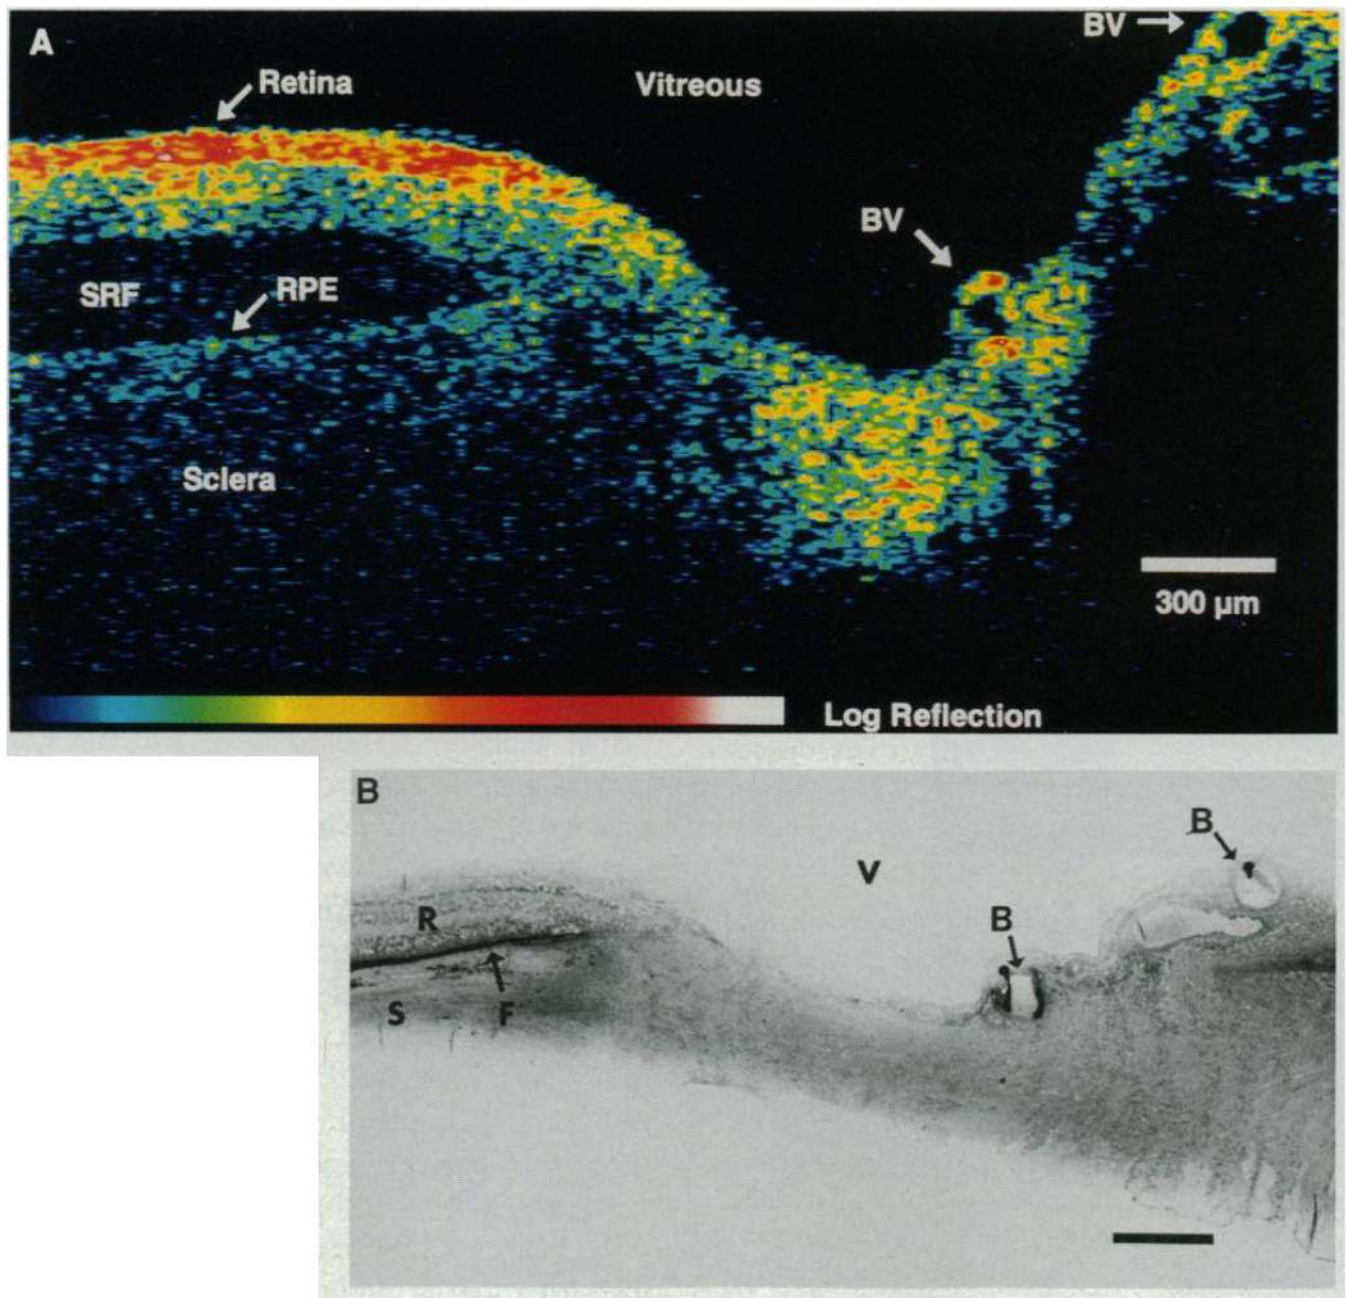 A
BV
Retina
Vitreous
BV
SRF
RPE
Sclera
300 µm
Log Reflection
B
B
V
R
B
S
F